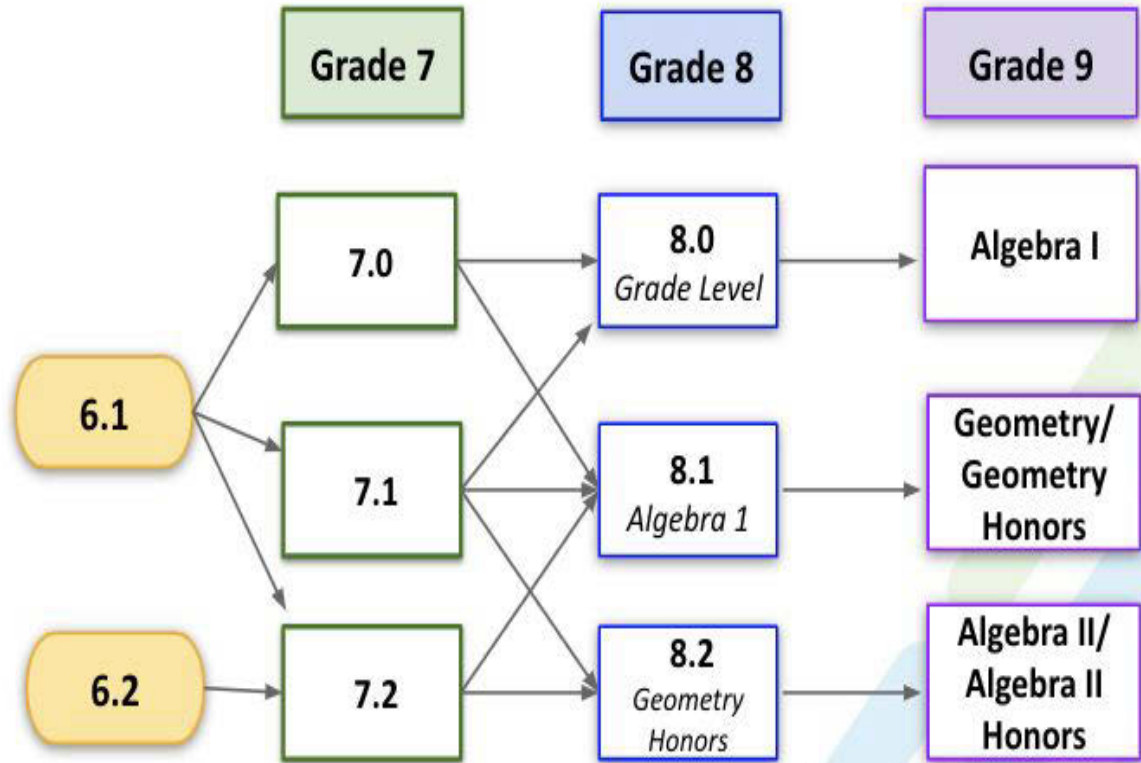 Grade 7
Grade 8
Grade 9
7.0
8.0
Grade Level
Algebra I
6.1
7.1
8.1
Algebra 1
Geometry/
Geometry
Honors
6.2
7.2
8.2
Geometry
Honors
Algebra II/
Algebra II
Honors